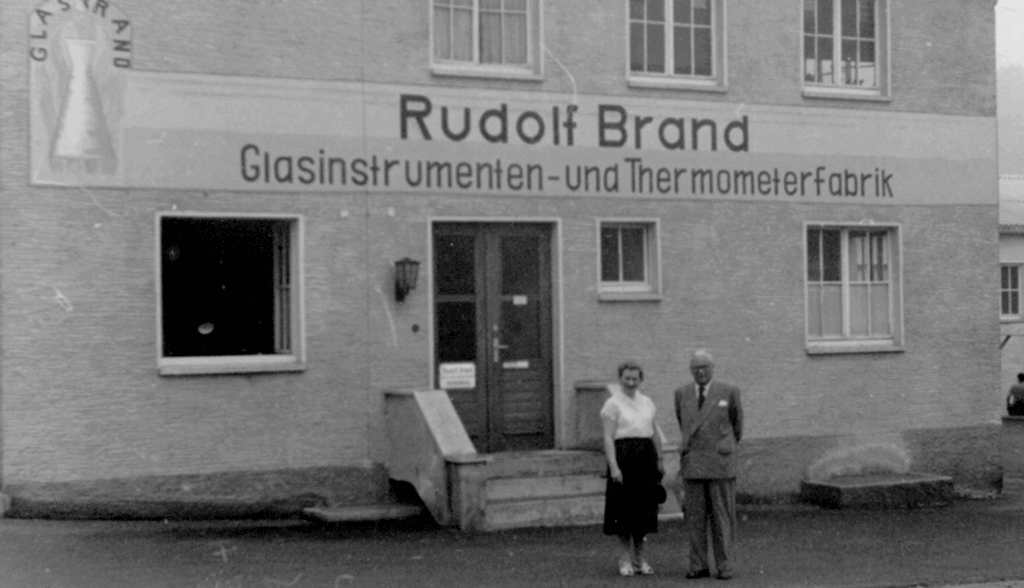 GLASBRAND
Rudolf Brand
Glasinstrumenten-und Thermometerfabrik